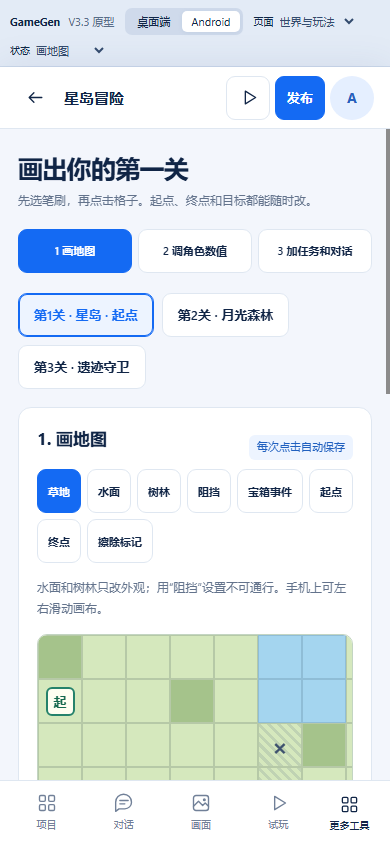 GameGen V3.3 原型 桌面端 Android 页面 世界与玩法
状态 画地图
星岛冒险 发布 A
画出你的第一关
先选笔刷，再点击格子。起点、终点和目标都能随时改。
1 画地图 2 调角色数值 3 加任务和对话
第1关 · 星岛 · 起点 第2关 · 月光森林
第3关 · 遗迹守卫
1. 画地图 每次点击自动保存
草地 水面 树林 阻挡 宝箱事件 起点
终点 擦除标记
水面和树林只改外观；用“阻挡”设置不可通行。手机上可左
右滑动画布。
起
×
项目 对话 画面 试玩 更多工具